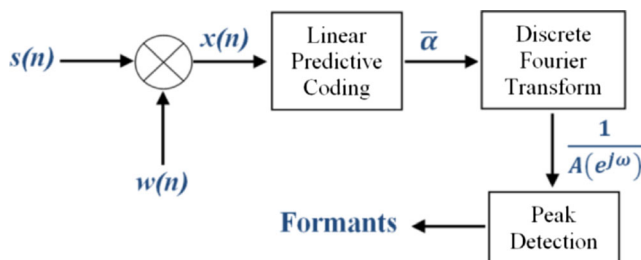 s(n)
x(n)
Linear
Predictive
Coding
ᾱ
Discrete
Fourier
Transform
w(n)
1
A(e^{jω})
Formants
Peak
Detection